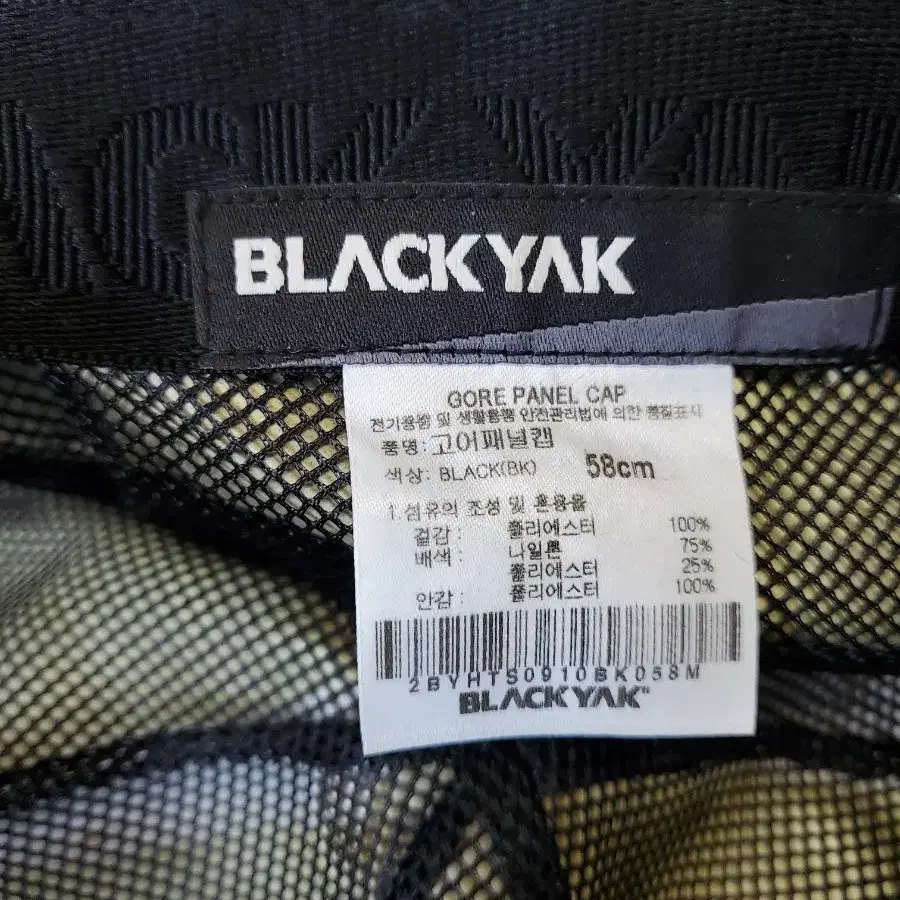 BLACKYAK
GORE PANEL CAP
전기용품 및 생활용품 안전관리법에 의한 품질표시
품명: 고어패널캡
색상: BLACK(BK) 58cm
1.섬유의 조성 및 혼용율
겉감 : 폴리에스터 100%
배색 : 나일론 75%
폴리에스터 25%
안감 : 폴리에스터 100%
2BYHTS0910BK058M
BLACKYAK